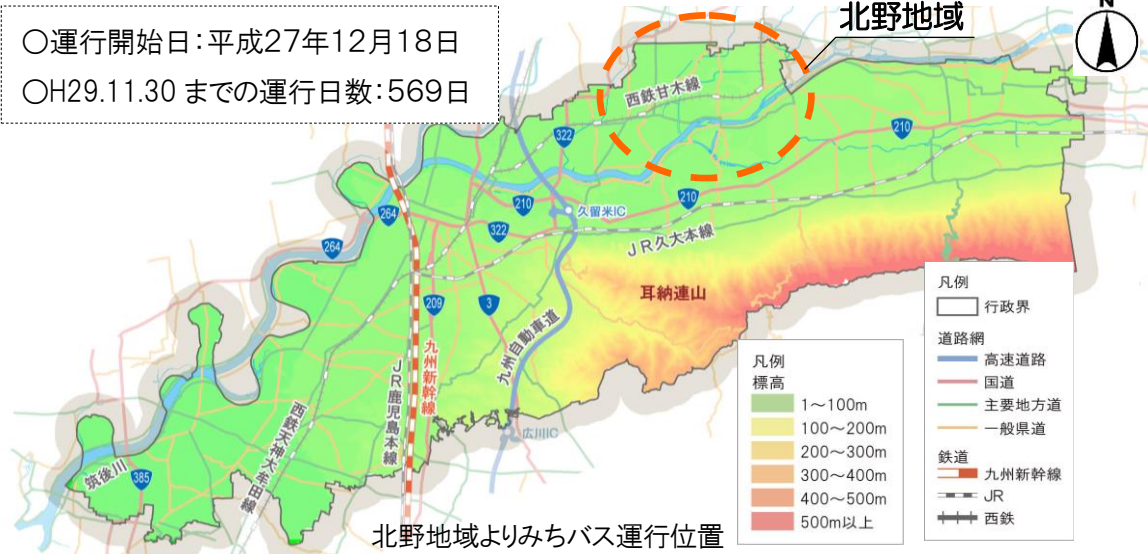 〇運行開始日:平成27年12月18日
〇H29.11.30 までの運行日数:569日
北野地域
N
西鉄甘木線
322
210
210
久留米IC
210
264
322
264
JR久大本線
耳納連山
209
3
九州自動車道
九州新幹線
JR鹿児島本線
西鉄天神大牟田線
広川IC
筑後川
385
凡例
標高
1～100m
100～200m
200～300m
300～400m
400～500m
500m以上
凡例
行政界
道路網
高速道路
国道
主要地方道
一般県道
鉄道
九州新幹線
JR
西鉄
北野地域よりみちバス運行位置